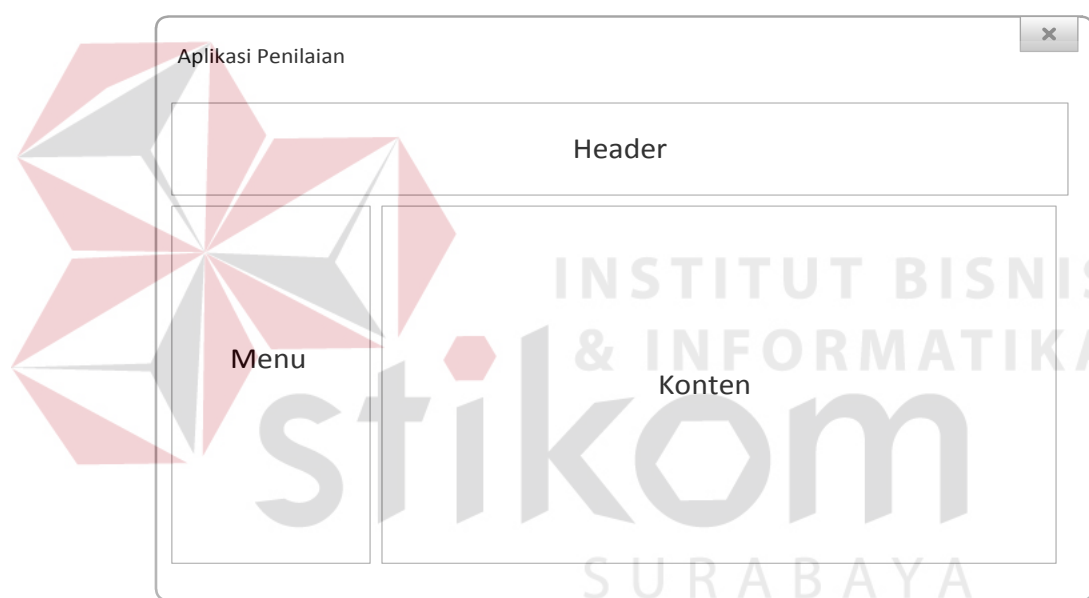 Aplikasi Penilaian
Header
INSTITUT BISNIS
& INFORMATIKA
Menu
Konten
stikom
SURABAYA